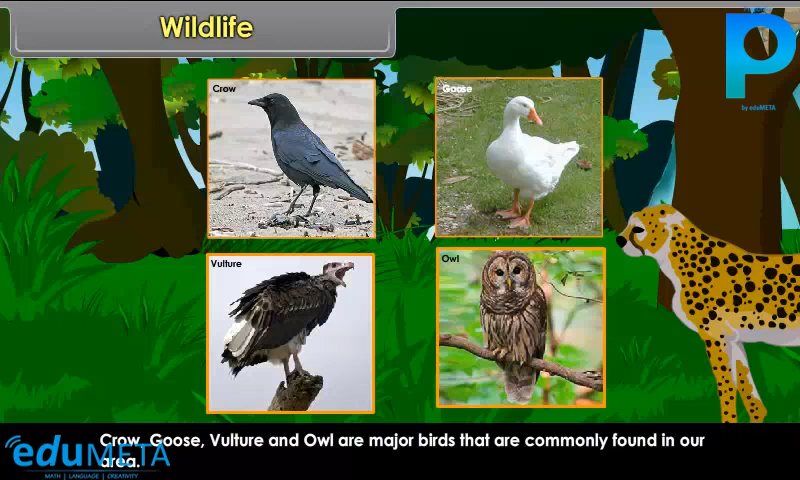 Wildlife
P
by eduMETA
Crow
Goose
Vulture
Owl
Crow, Goose, Vulture and Owl are major birds that are commonly found in our
area.
eduMETA
MATH | LANGUAGE | CREATIVITY